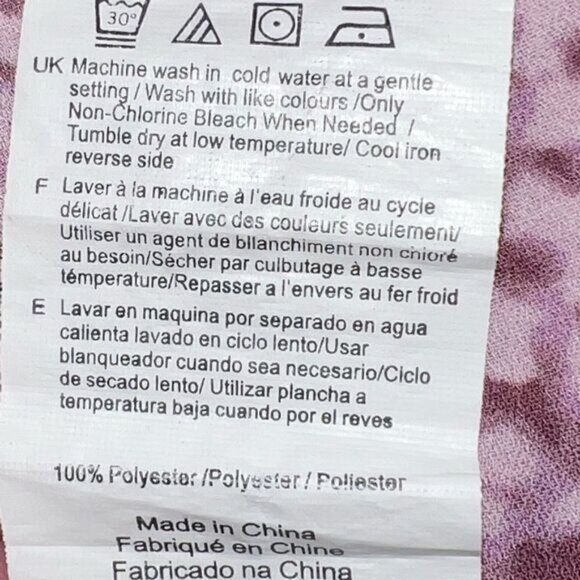 30°
UK Machine wash in cold water at a gentle
setting / Wash with like colours /Only
Non-Chlorine Bleach When Needed /
Tumble dry at low temperature/ Cool iron
reverse side
F Laver à la machine à l'eau froide au cycle
délicat /Laver avec des couleurs seulement/
Utiliser un agent de bllanchiment non chloré
au besoin/Sécher par culbutage à basse
témpérature/Repasser a l'envers au fer froid
E Lavar en maquina por separado en agua
calienta lavado en ciclo lento/Usar
blanqueador cuando sea necesario/Ciclo
de secado lento/ Utilizar plancha a
temperatura baja cuando por el reves
100% Polyester /Polyester / Poliester
Made in China
Fabriqué en Chine
Fabricado na China